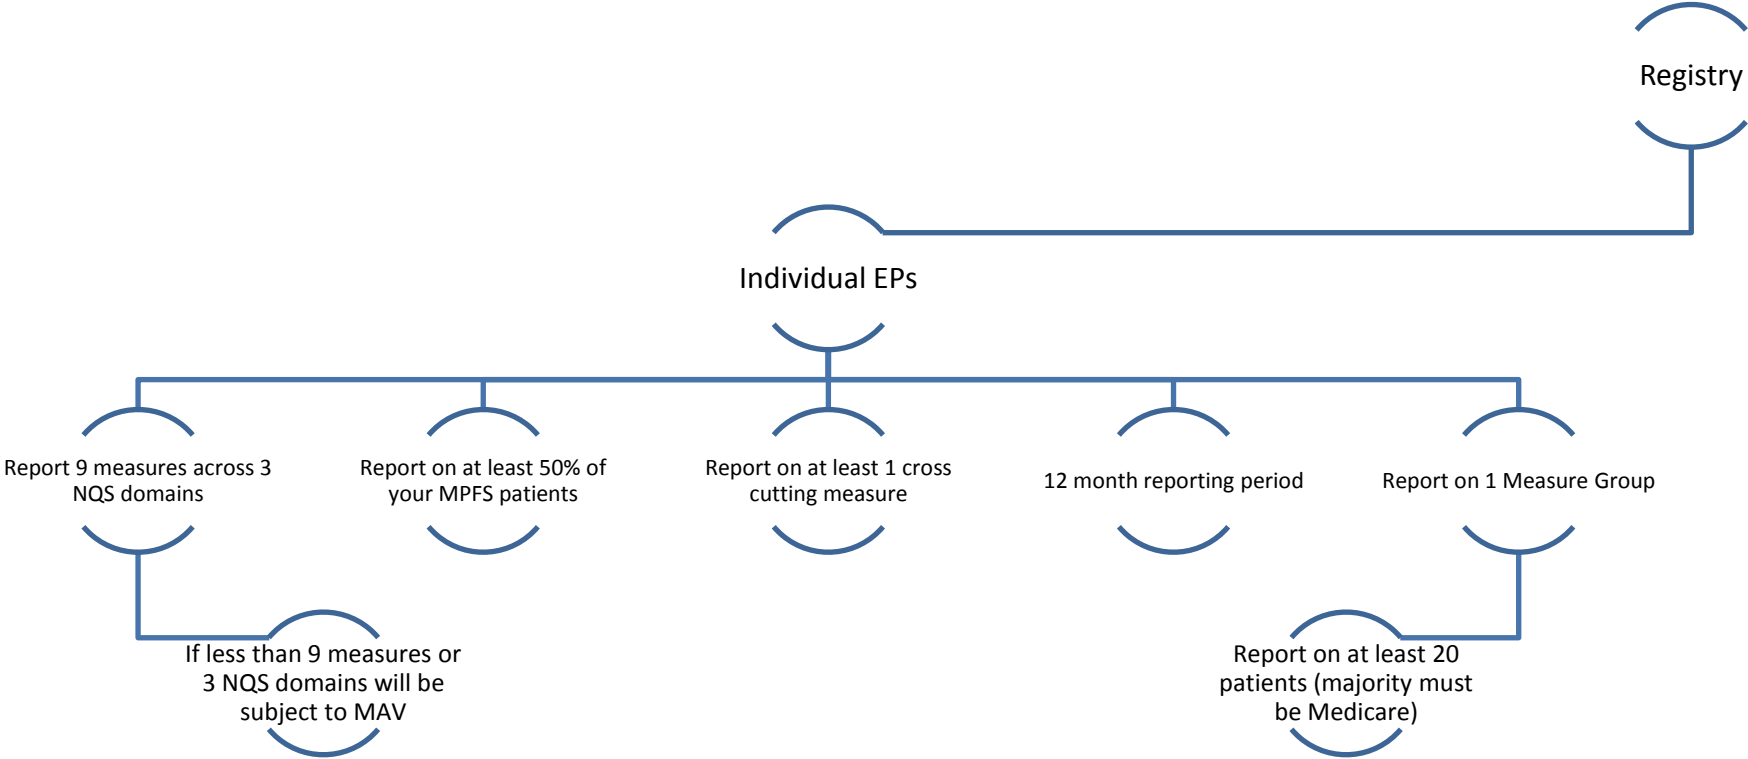 Registry
Individual EPs
Report 9 measures across 3
NQS domains
Report on at least 50% of
your MPFS patients
Report on at least 1 cross
cutting measure
12 month reporting period
Report on 1 Measure Group
If less than 9 measures or
3 NQS domains will be
subject to MAV
Report on at least 20
patients (majority must
be Medicare)